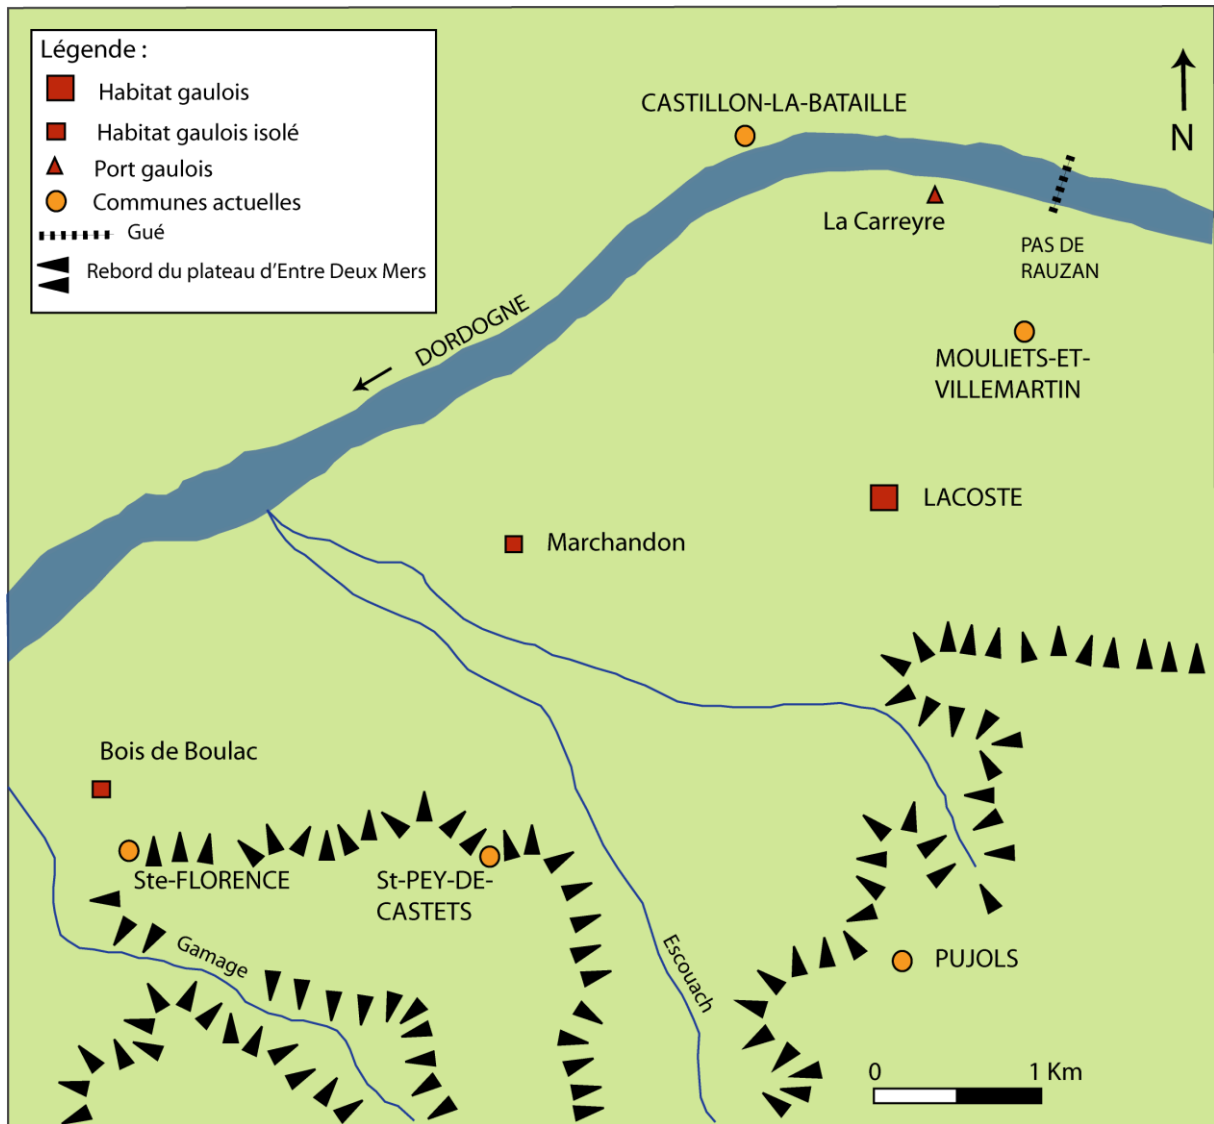 Légende :
Habitat gaulois
Habitat gaulois isolé
Port gaulois
Communes actuelles
Gué
Rebord du plateau d'Entre Deux Mers
CASTILLON-LA-BATAILLE
N
La Carreyre
PAS DE
RAUZAN
DORDOGNE
MOULIETS-ET-
VILLEMARTIN
LACOSTE
Marchandon
Bois de Boulac
Ste-FLORENCE
St-PEY-DE-
CASTETS
Gamage
Escouach
PUJOLS
0 1 Km